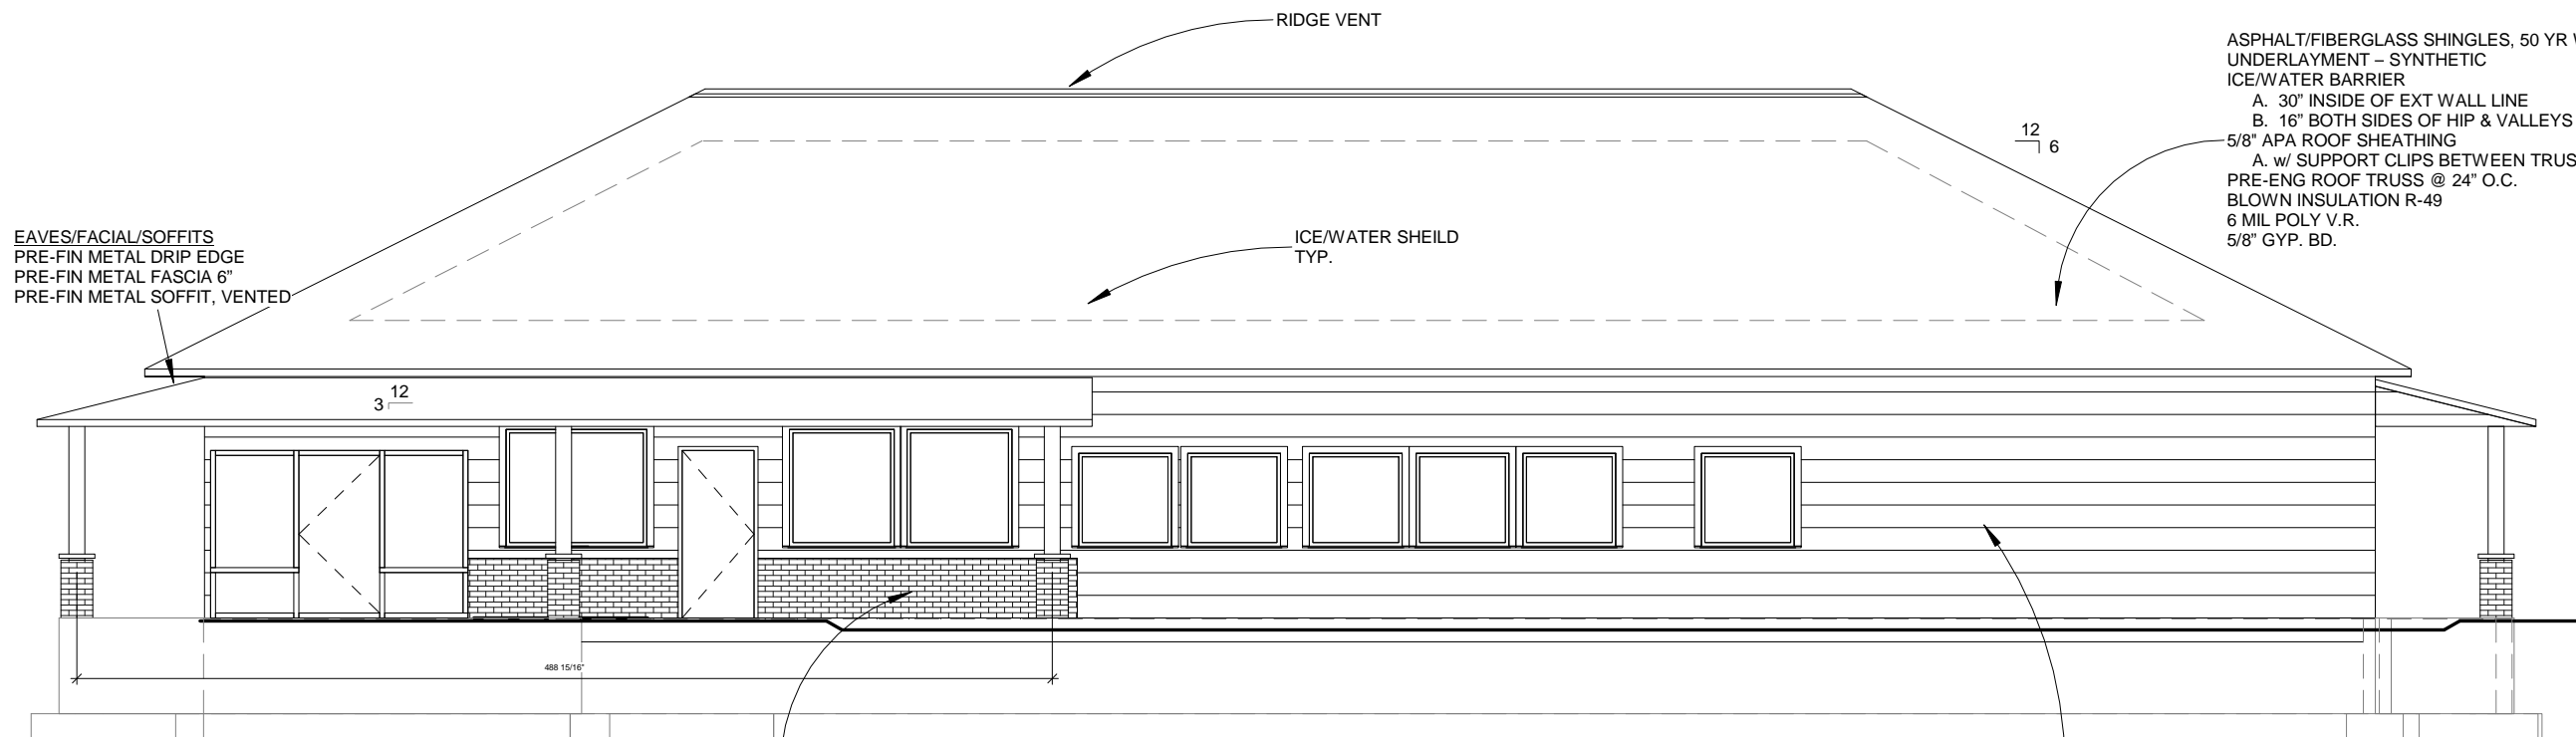 RIDGE VENT
ASPHALT/FIBERGLASS SHINGLES, 50 YR
UNDERLAYMENT – SYNTHETIC
ICE/WATER BARRIER
A. 30” INSIDE OF EXT WALL LINE
B. 16” BOTH SIDES OF HIP & VALLEYS
5/8" APA ROOF SHEATHING
A. w/ SUPPORT CLIPS BETWEEN TRUS
PRE-ENG ROOF TRUSS @ 24” O.C.
BLOWN INSULATION R-49
6 MIL POLY V.R.
5/8” GYP. BD.
12
6
EAVES/FACIAL/SOFFITS
PRE-FIN METAL DRIP EDGE
PRE-FIN METAL FASCIA 6”
PRE-FIN METAL SOFFIT, VENTED
ICE/WATER SHEILD
TYP.
12
3
488 15/16"